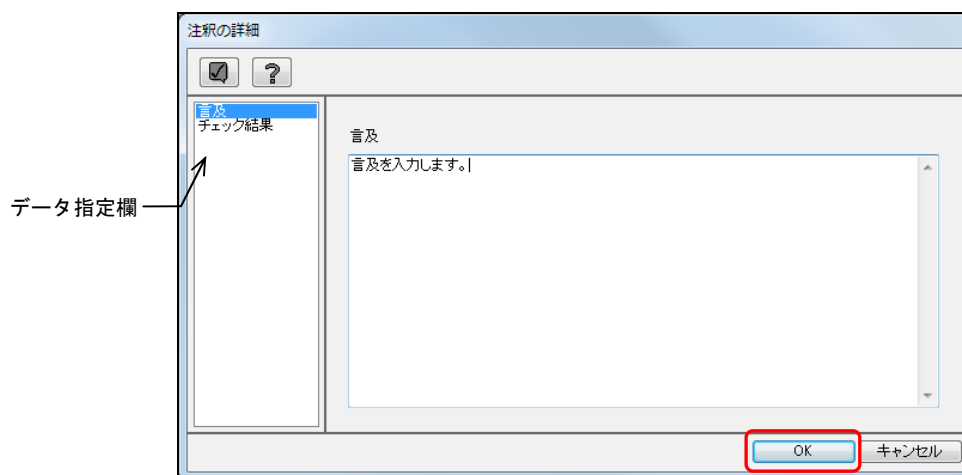 注釈の詳細
言及
チェック結果
言及
言及を入力します。
データ指定欄
OK
キャンセル